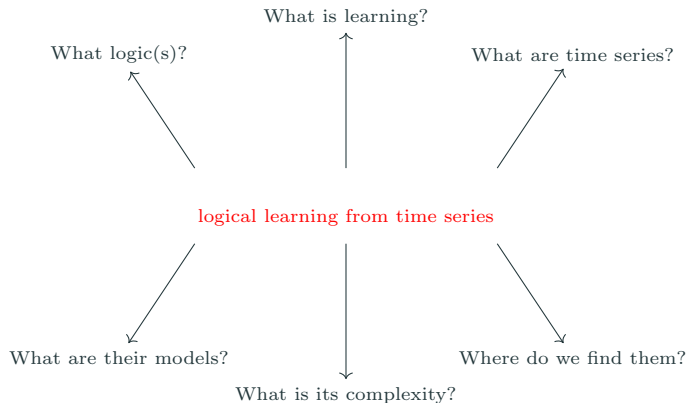 What is learning?
What logic(s)?
What are time series?
logical learning from time series
What are their models?
Where do we find them?
What is its complexity?